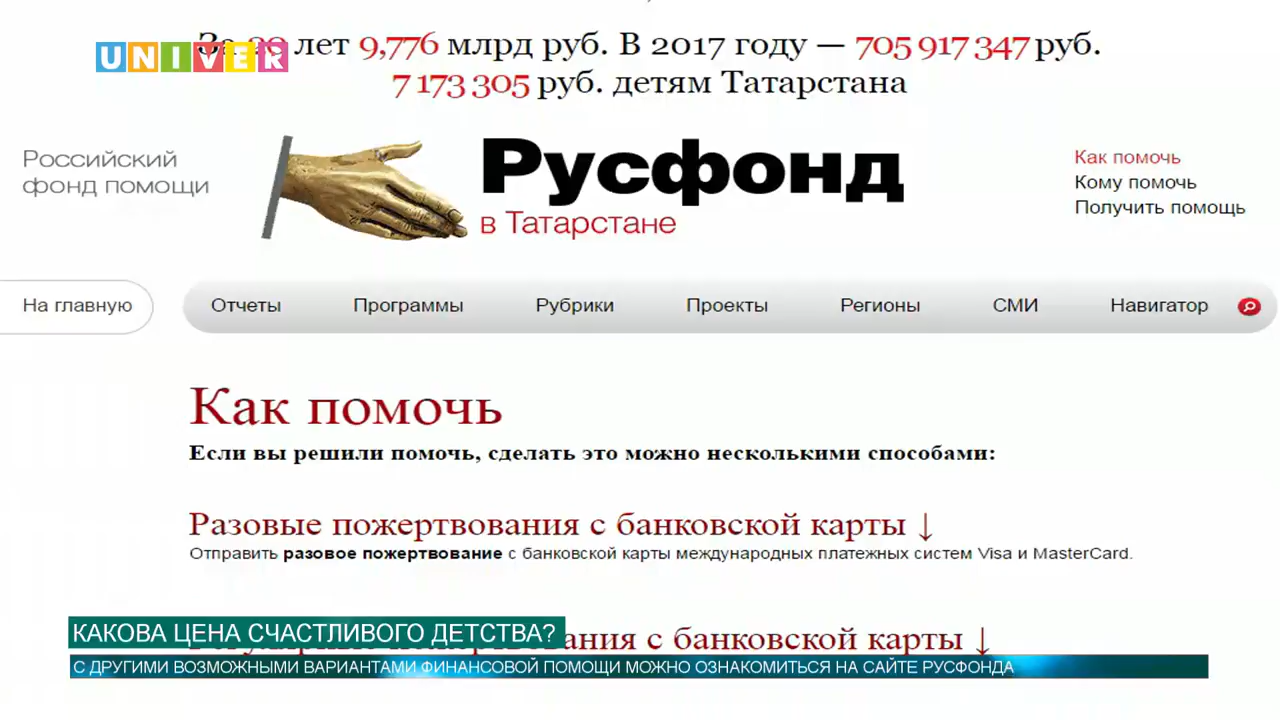 UNIVER
За 20 лет 9,776 млрд руб. В 2017 году — 705 917 347 руб.
7 173 305 руб. детям Татарстана
Российский
фонд помощи
Русфонд
в Татарстане
Как помочь
Кому помочь
Получить помощь
На главную
Отчеты Программы Рубрики Проекты Регионы СМИ Навигатор
Как помочь
Если вы решили помочь, сделать это можно несколькими способами:
Разовые пожертвования с банковской карты ↓
Отправить разовое пожертвование с банковской карты международных платежных систем Visa и MasterCard.
с банковской карты ↓
КАКОВА ЦЕНА СЧАСТЛИВОГО ДЕТСТВА?
С ДРУГИМИ ВОЗМОЖНЫМИ ВАРИАНТАМИ ФИНАНСОВОЙ ПОМОЩИ МОЖНО ОЗНАКОМИТЬСЯ НА САЙТЕ РУСФОНДА